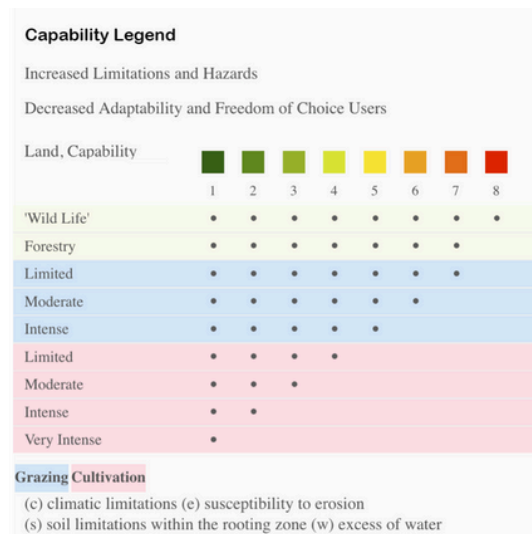 Capability Legend
Increased Limitations and Hazards
Decreased Adaptability and Freedom of Choice Users
Land, Capability
1 2 3 4 5 6 7 8
'Wild Life' • • • • • • • •
Forestry • • • • • • •
Limited • • • • • • •
Moderate • • • • • •
Intense • • • • •
Limited • • • •
Moderate • • •
Intense • •
Very Intense •
Grazing Cultivation
(c) climatic limitations (e) susceptibility to erosion
(s) soil limitations within the rooting zone (w) excess of water